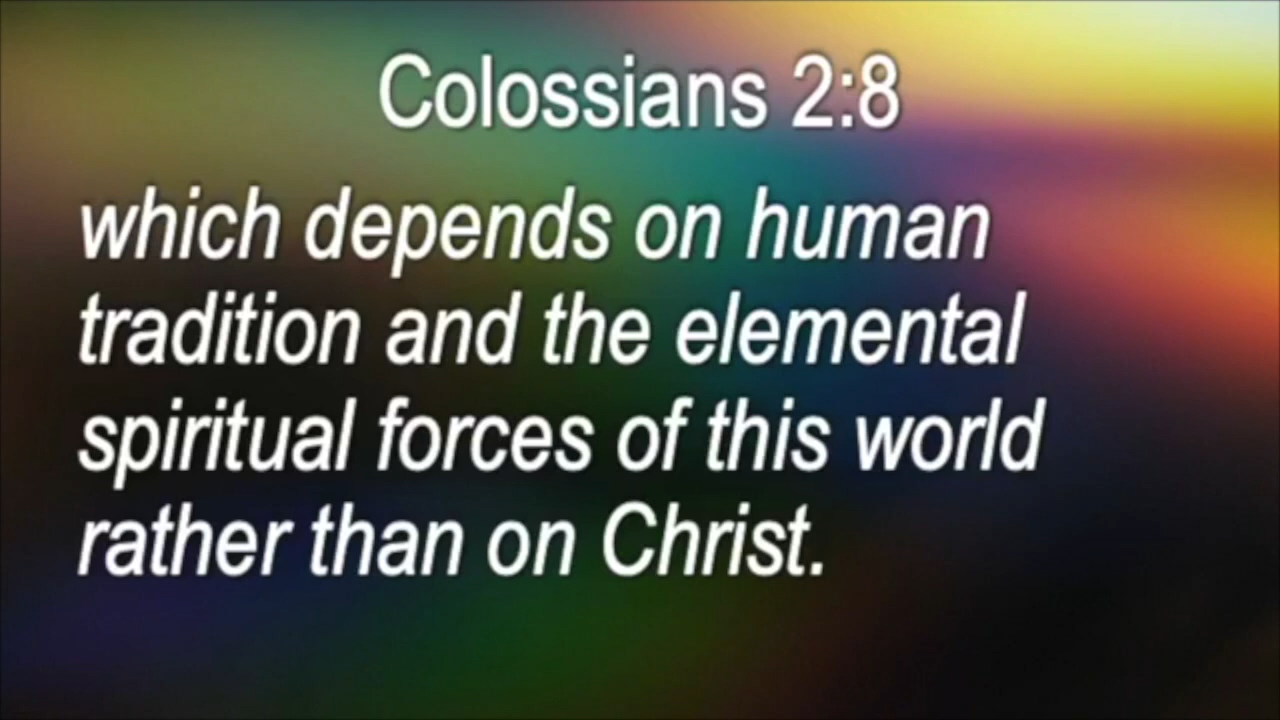 Colossians 2:8
which depends on human
tradition and the elemental
spiritual forces of this world
rather than on Christ.